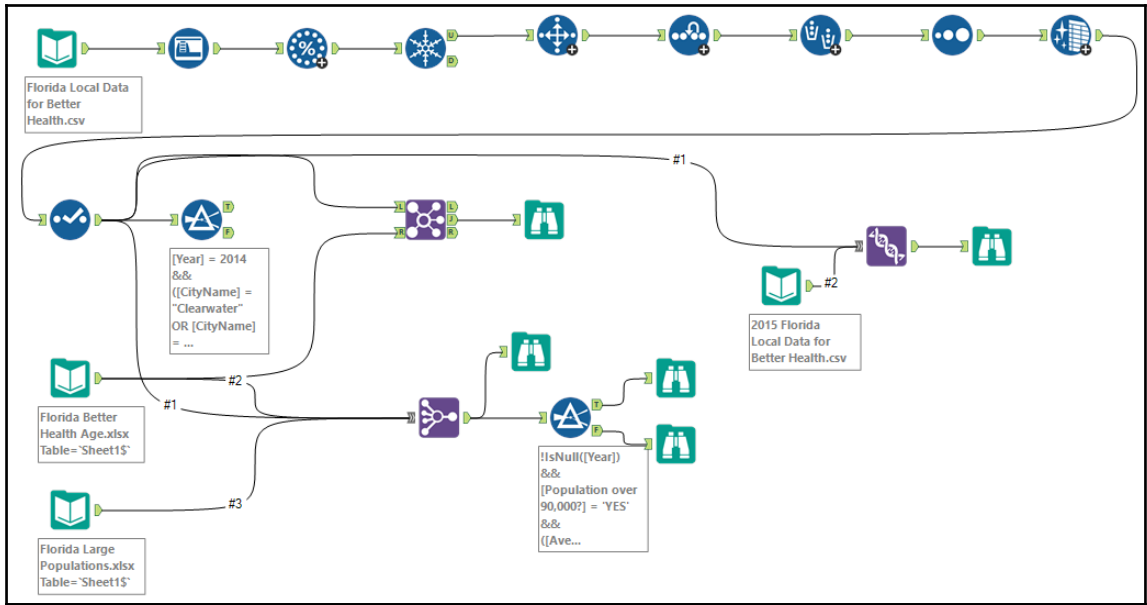 Florida Local Data
for Better
Health.csv
%
U
D
#1
T
F
L
R
L
J
R
[Year] = 2014
&&
([CityName] =
"Clearwater"
OR [CityName]
= ...
#2
2015 Florida
Local Data for
Better Health.csv
#2
#1
Florida Better
Health Age.xlsx
Table=`Sheet1$`
T
F
!IsNull([Year])
&&
[Population over
90,000?] = 'YES'
&&
([Ave...
#3
Florida Large
Populations.xlsx
Table=`Sheet1$`